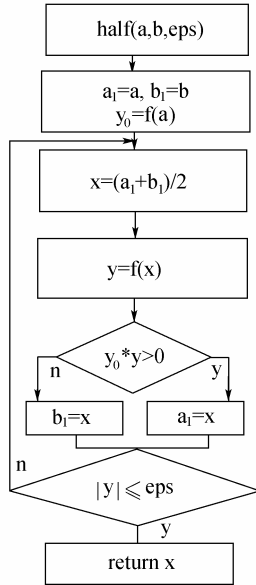 half(a,b,eps)
a₁=a, b₁=b
y₀=f(a)
x=(a₁+b₁)/2
y=f(x)
y₀*y>0
n
y
b₁=x
a₁=x
n
|y|⩽eps
y
return x